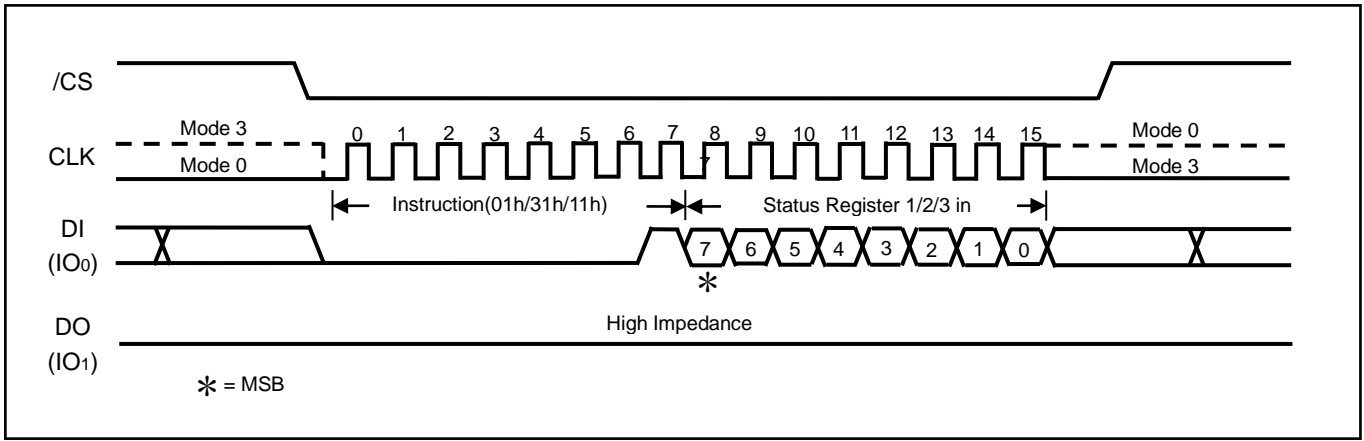 /CS
Mode 3
Mode 0
CLK
0 1 2 3 4 5 6 7 8 9 10 11 12 13 14 15
7
Mode 0
Mode 3
Instruction(01h/31h/11h)
Status Register 1/2/3 in
DI
(IO0)
7 6 5 4 3 2 1 0
*
High Impedance
DO
(IO1)
* = MSB